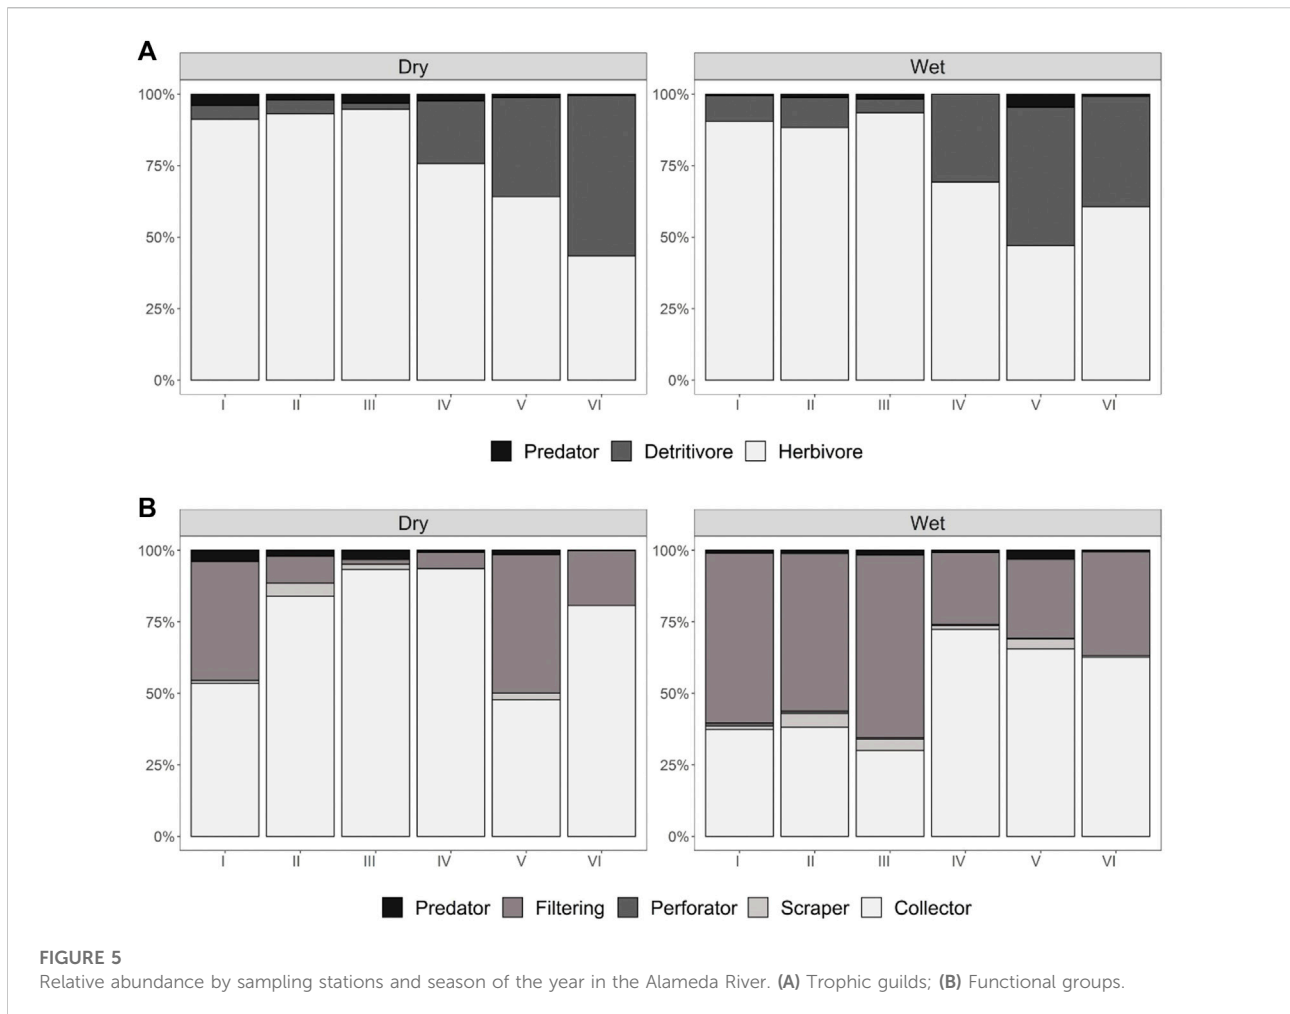 A
Dry
Wet
100%
75%
50%
25%
0%
I II III IV V VI
100%
75%
50%
25%
0%
I II III IV V VI
Predator Detritivore Herbivore
B
Dry
Wet
100%
75%
50%
25%
0%
I II III IV V VI
100%
75%
50%
25%
0%
I II III IV V VI
Predator Filtering Perforator Scraper Collector
FIGURE 5
Relative abundance by sampling stations and season of the year in the Alameda River. (A) Trophic guilds; (B) Functional groups.